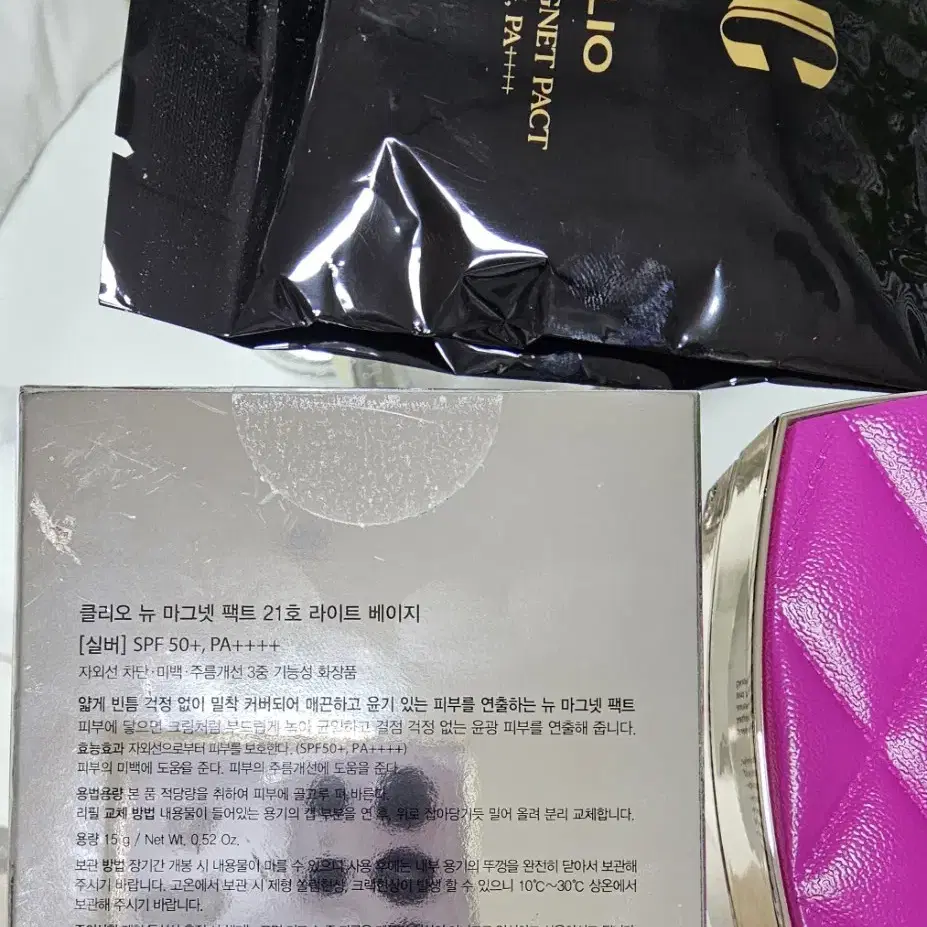 IC
LIO
GNET PACT
PA++++
클리오 뉴 마그넷 팩트 21호 라이트 베이지
[실버] SPF 50+, PA++++
자외선 차단·미백·주름개선 3중 기능성 화장품
얇게 빈틈 걱정 없이 밀착 커버되어 매끈하고 윤기 있는 피부를 연출하는 뉴 마그넷 팩트
피부에 닿으면 크림처럼 부드럽게 녹아 균일하고 결점 걱정 없는 윤광 피부를 연출해 줍니다.
효능효과 자외선으로부터 피부를 보호한다. (SPF50+, PA++++)
피부의 미백에 도움을 준다. 피부의 주름개선에 도움을 준다.
용법용량 본 품 적당량을 취하여 피부에 골고루 펴 바른다.
리필 교체 방법 내용물이 들어있는 용기의 캡 부분을 연 후, 위로 잡아당기듯 밀어 올려 분리 교체합니다.
용량 15 g / Net Wt. 0.52 Oz.
보관 방법 장기간 개봉 시 내용물이 마를 수 있으니 사용 후에는 내부 용기의 뚜껑을 완전히 닫아서 보관해
주시기 바랍니다. 고온에서 보관 시 제형 쏠림현상, 크랙현상이 발생 할 수 있으니 10℃~30℃ 상온에서
보관해 주시기 바랍니다.